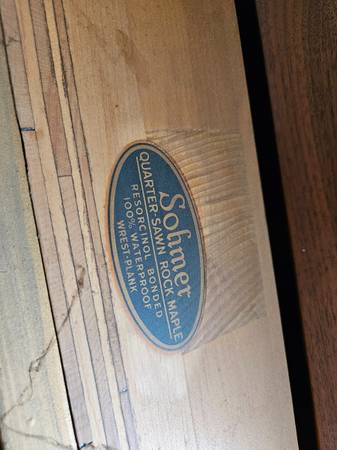 Sohmer
QUARTER-SAWN ROCK MAPLE
RESORCINOL BONDED
100% WATERPROOF
WREST-PLANK